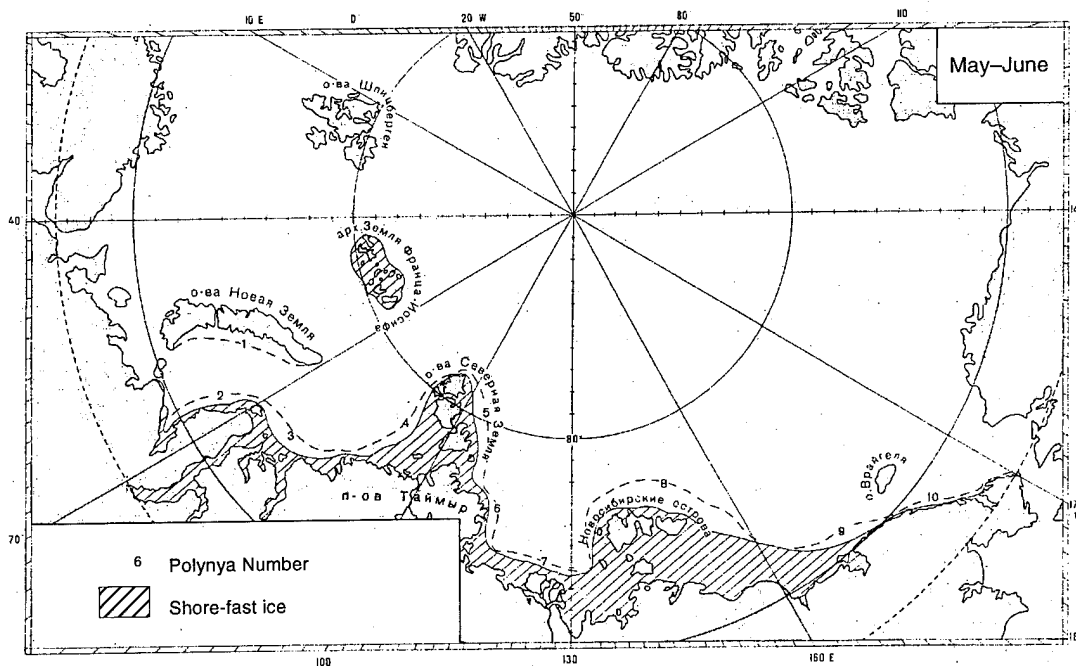 10 E
0°
20 W
50°
80°
110
May–June
о-ва Шпицберген
40
арх. Земля Франца-Иосифа
о-ва Новая Земля
1
о-ва Северная Земля
2
3
4
5
80°
8
о. Врангеля
Новосибирские острова
10
9
п-ов Таймыр
6
7
70°
6 Polynya Number
Shore-fast ice
100
130
160 E